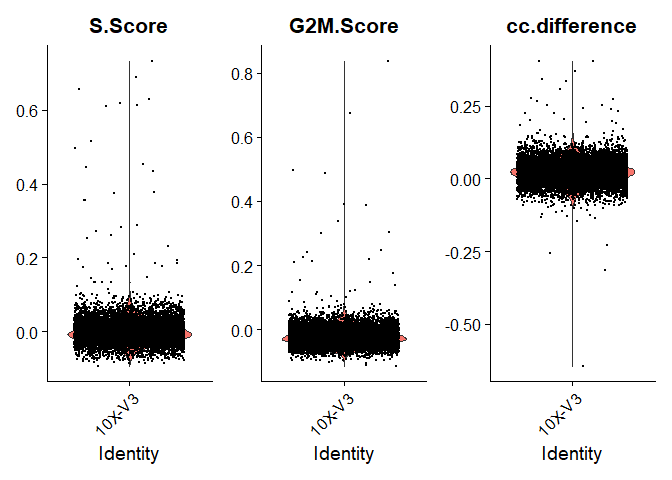 S.Score
0.6
0.4
0.2
0.0
10X-V3
Identity
G2M.Score
0.8
0.6
0.4
0.2
0.0
10X-V3
Identity
cc.difference
0.25
0.00
-0.25
-0.50
10X-V3
Identity